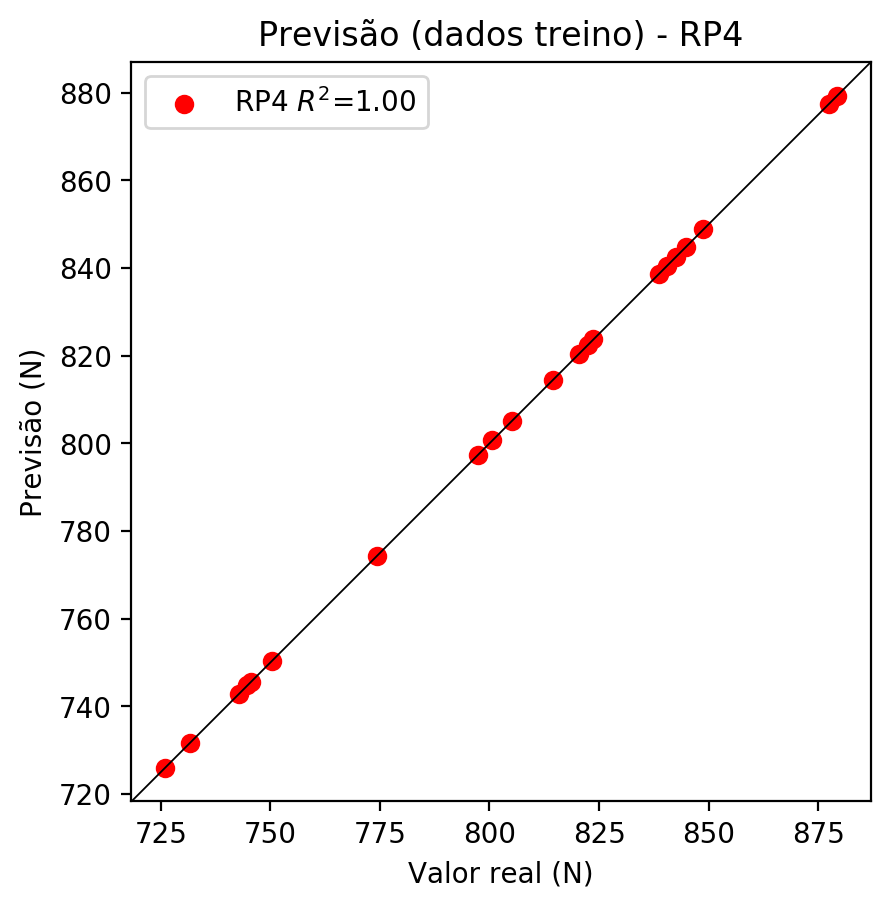 Previsão (dados treino) - RP4
RP4 R²=1.00
880
860
840
820
800
780
760
740
720
Previsão (N)
725 750 775 800 825 850 875
Valor real (N)